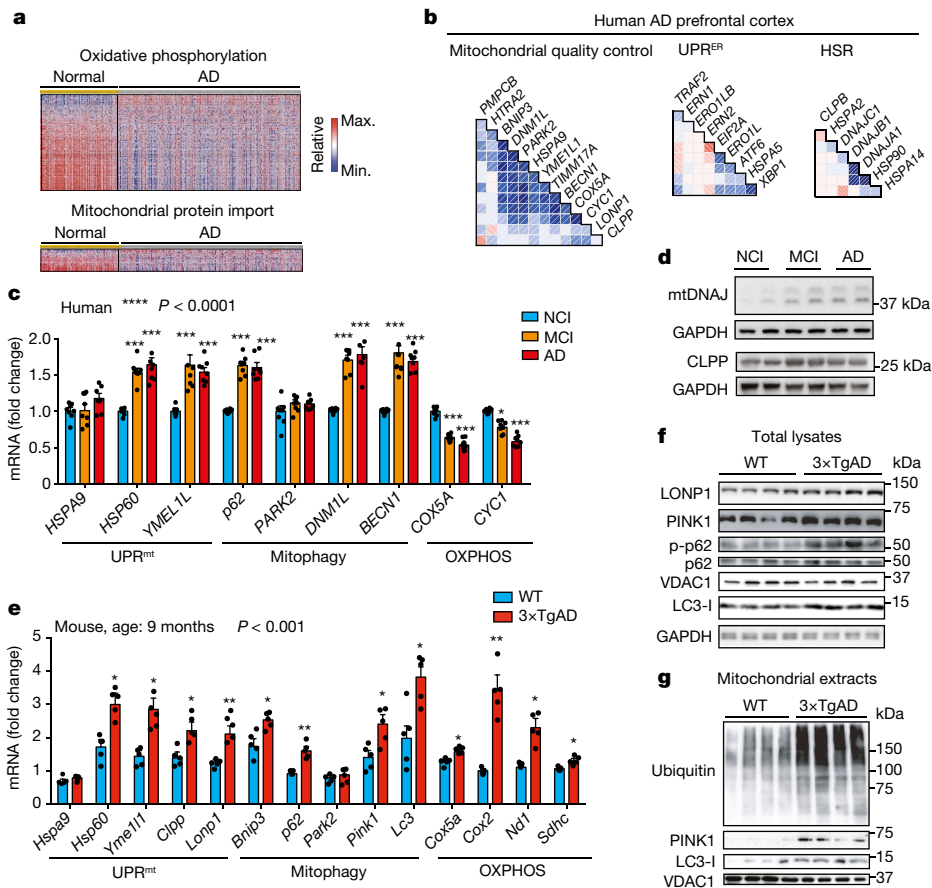 a
Oxidative phosphorylation
Normal
AD
Relative
Max.
Min.
Mitochondrial protein import
Normal
AD
b
Human AD prefrontal cortex
Mitochondrial quality control
UPRER
HSR
PMPCB
HTRA2
BNIP3
DNM1L
PARK2
HSPA9
YME1L1
TIMM17A
BECN1
COX5A
CYC1
LONP1
CLPP
TRAF2
ERN1
ERO1LB
ERN2
EIF2A
ERO1L
ATF6
HSPA5
XBP1
CLPB
HSPA2
DNAJC1
DNAJB1
DNAJA1
HSP90
HSPA14
c
Human **** P < 0.0001
NCI
MCI
AD
mRNA (fold change)
2.0
1.5
1.0
0.5
0
*** *** *** *** *** *** *** *** *** *** *** *** * ***
HSPA9
HSP60
YMEL1L
p62
PARK2
DNM1L
BECN1
COX5A
CYC1
UPRmt
Mitophagy
OXPHOS
d
NCI
MCI
AD
mtDNAJ
37 kDa
GAPDH
CLPP
25 kDa
GAPDH
e
WT
3×TgAD
Mouse, age: 9 months P < 0.001
mRNA (fold change)
5
4
3
2
1
0
* * * ** * ** * * * ** * *
Hspa9
Hsp60
Yme1l1
Clpp
Lonp1
Bnip3
p62
Park2
Pink1
Lc3
Cox5a
Cox2
Nd1
Sdhc
UPRmt
Mitophagy
OXPHOS
f
Total lysates
WT
3×TgAD
kDa
LONP1
150
75
PINK1
p-p62
50
p62
50
VDAC1
37
LC3-I
15
GAPDH
g
Mitochondrial extracts
WT
3×TgAD
kDa
Ubiquitin
150
100
75
PINK1
75
LC3-I
15
VDAC1
37